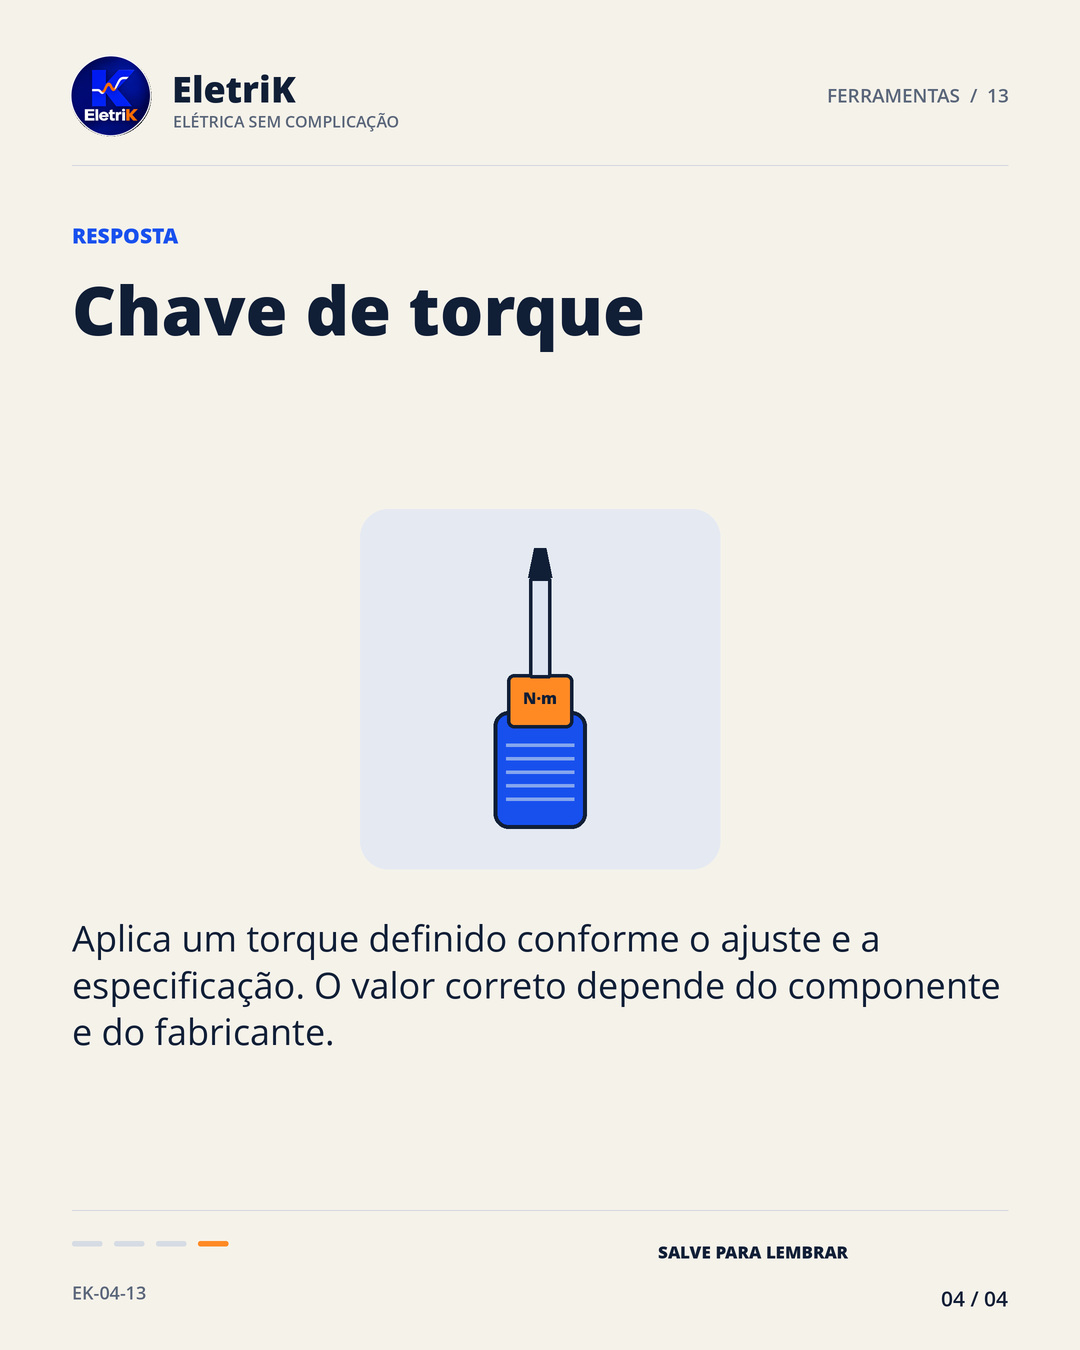 EletriK
EletriK
ELÉTRICA SEM COMPLICAÇÃO
FERRAMENTAS / 13
RESPOSTA
Chave de torque
N·m
Aplica um torque definido conforme o ajuste e a
especificação. O valor correto depende do componente
e do fabricante.
SALVE PARA LEMBRAR
EK-04-13
04 / 04